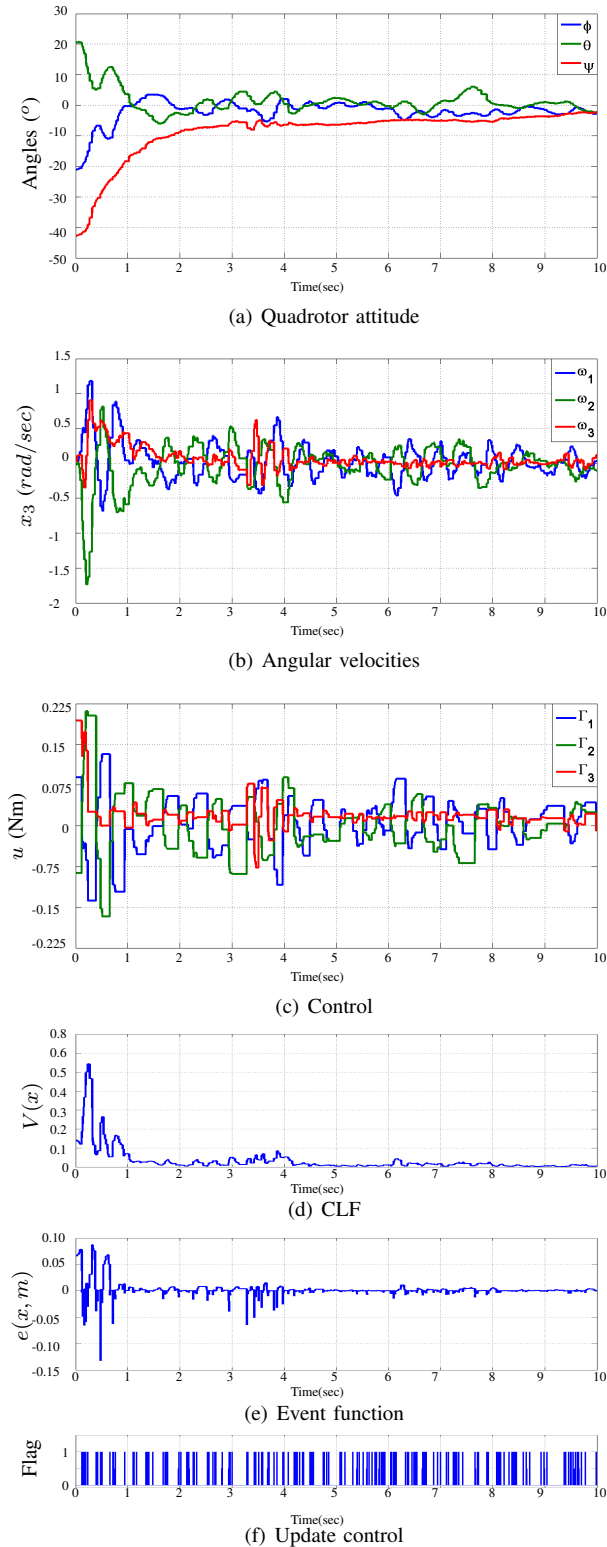 30
20
10
0
-10
-20
-30
-40
-50
Angles (°)
ϕ
θ
Ψ
0 1 2 3 4 5 6 7 8 9 10
Time(sec)
(a) Quadrotor attitude
1.5
1
0.5
0
-0.5
-1
-1.5
-2
x3 (rad/sec)
ω1
ω2
ω3
0 1 2 3 4 5 6 7 8 9 10
Time(sec)
(b) Angular velocities
0.225
0.15
0.075
0
-0.75
-0.15
-0.225
u (Nm)
Γ1
Γ2
Γ3
0 1 2 3 4 5 6 7 8 9 10
Time(sec)
(c) Control
0.8
0.6
0.4
0.3
0.2
0.1
0
V(x)
0 1 2 3 4 5 6 7 8 9 10
Time(sec)
(d) CLF
0.10
0.05
0
-0.05
-0.10
-0.15
e(x, m)
0 1 2 3 4 5 6 7 8 9 10
Time(sec)
(e) Event function
1
0
Flag
0 1 2 3 4 5 6 7 8 9 10
Time(sec)
(f) Update control